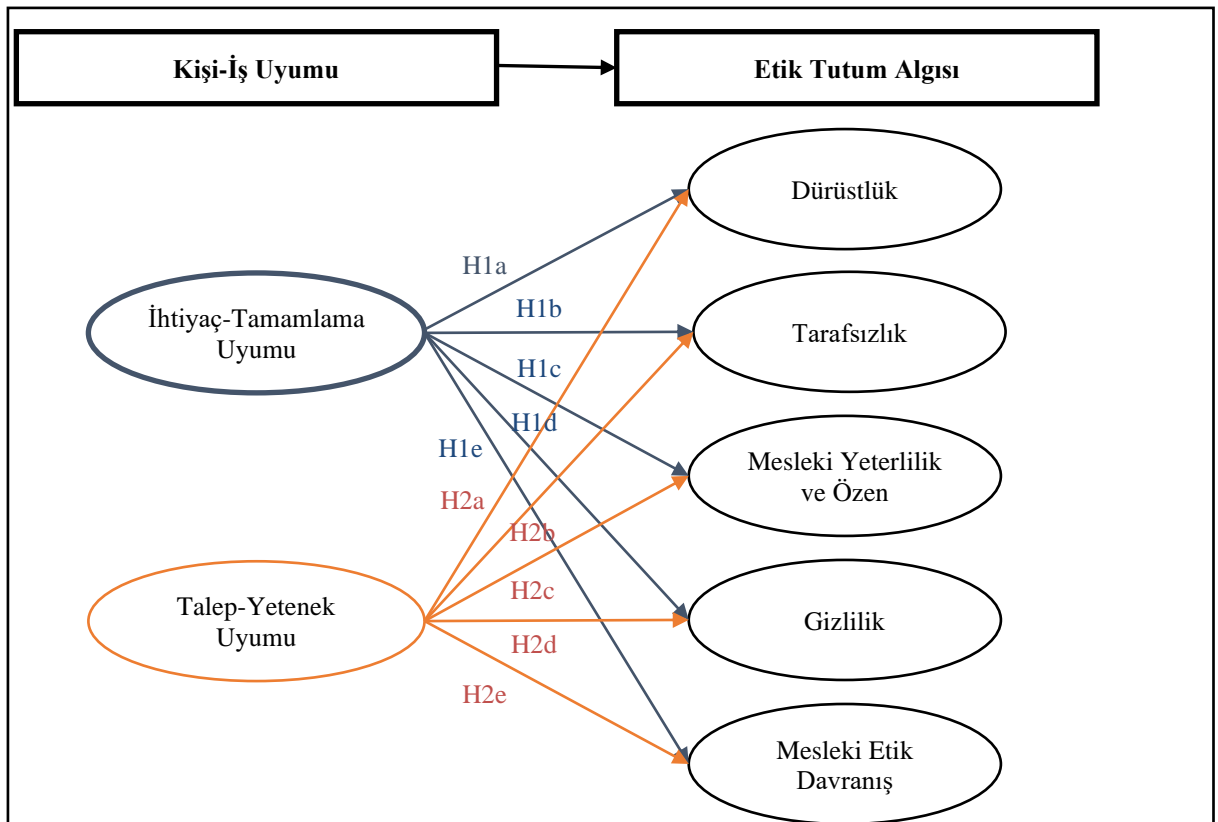 Kişi-İş Uyumu
Etik Tutum Algısı
Dürüstlük
H1a
H1b
İhtiyaç-Tamamlama
Uyumu
Tarafsızlık
H1c
H1d
H1e
Mesleki Yeterlilik
ve Özen
H2a
H2b
H2c
Talep-Yetenek
Uyumu
Gizlilik
H2d
H2e
Mesleki Etik
Davranış